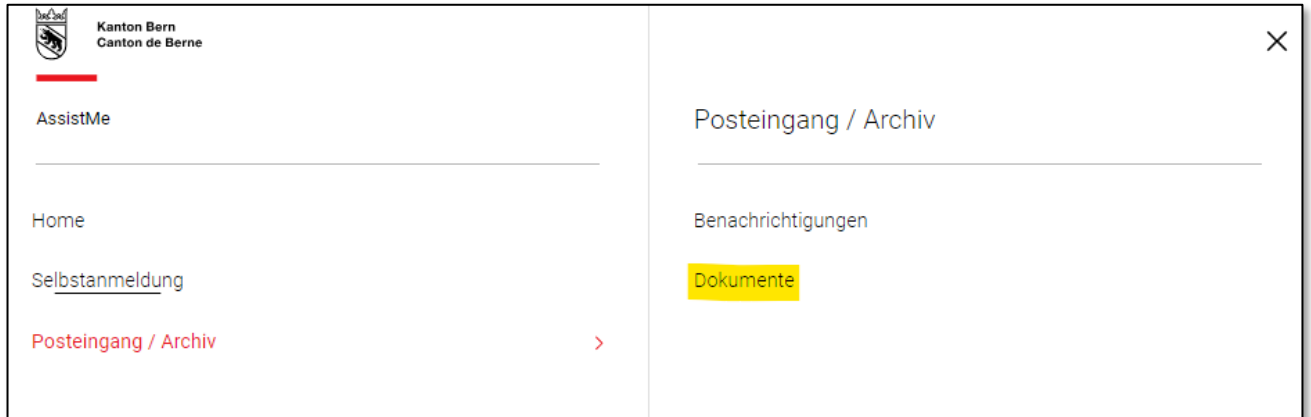 Kanton Bern
Canton de Berne
AssistMe
Home
Selbstanmeldung
Posteingang / Archiv
Posteingang / Archiv
Benachrichtigungen
Dokumente